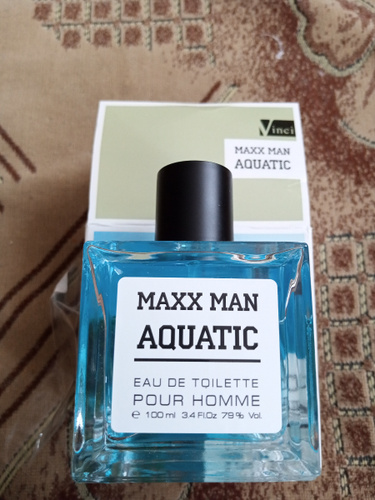 Vinci
MAXX MAN
AQUATIC
MAXX MAN
AQUATIC
EAU DE TOILETTE
POUR HOMME
℮ 100 ml 3.4 Fl.Oz 79% Vol.